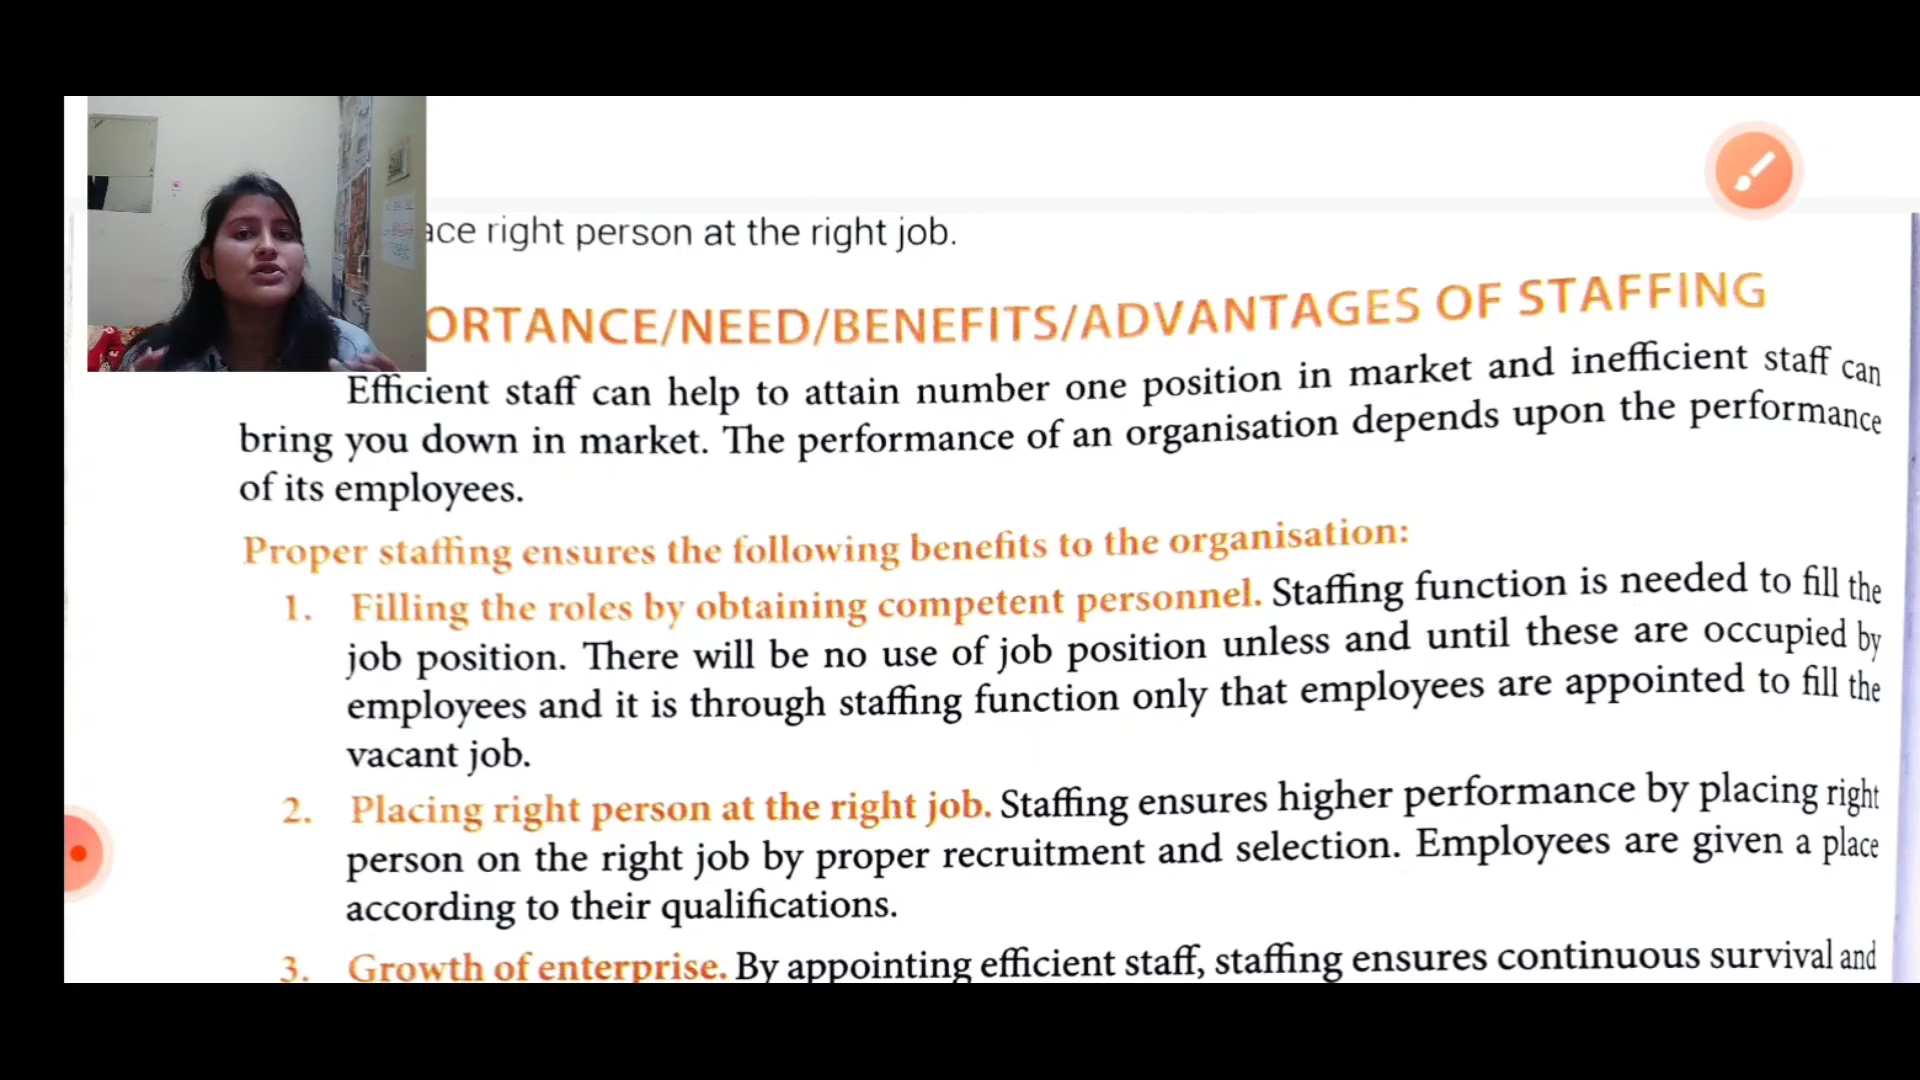 ace right person at the right job.
ORTANCE/NEED/BENEFITS/ADVANTAGES OF STAFFING
Efficient staff can help to attain number one position in market and inefficient staff can
bring you down in market. The performance of an organisation depends upon the performance
of its employees.
Proper staffing ensures the following benefits to the organisation:
1. Filling the roles by obtaining competent personnel. Staffing function is needed to fill the
job position. There will be no use of job position unless and until these are occupied by
employees and it is through staffing function only that employees are appointed to fill the
vacant job.
2. Placing right person at the right job. Staffing ensures higher performance by placing right
person on the right job by proper recruitment and selection. Employees are given a place
according to their qualifications.
3. Growth of enterprise. By appointing efficient staff, staffing ensures continuous survival and